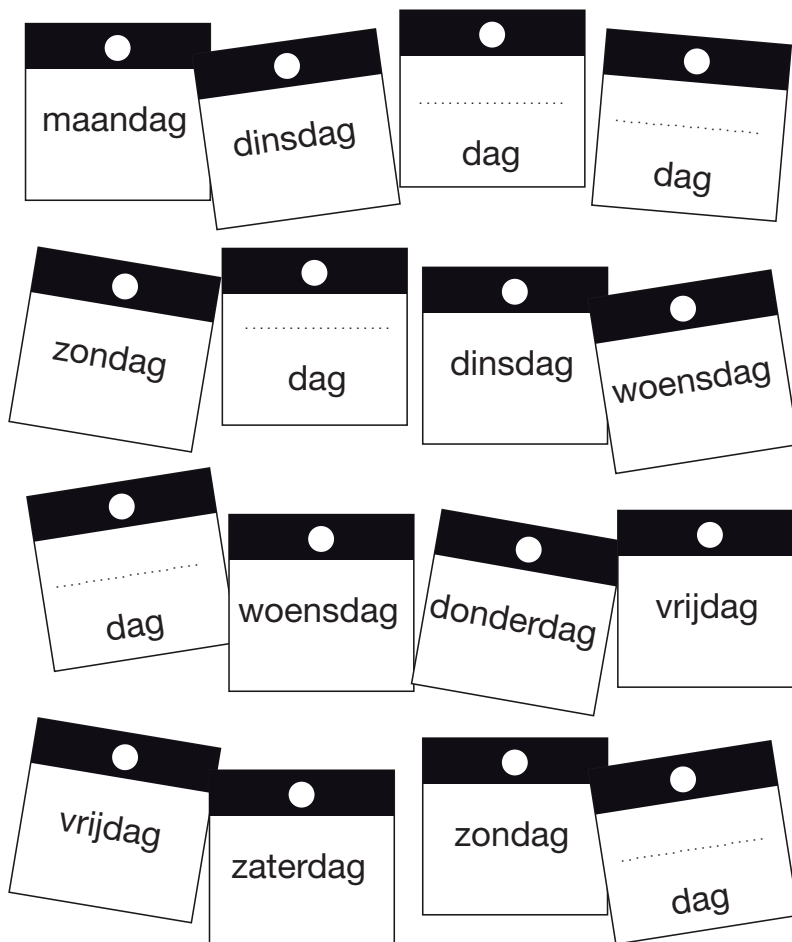 maandag
dinsdag
....................
dag
....................
dag
zondag
....................
dag
dinsdag
woensdag
....................
dag
woensdag
donderdag
vrijdag
vrijdag
zaterdag
zondag
....................
dag